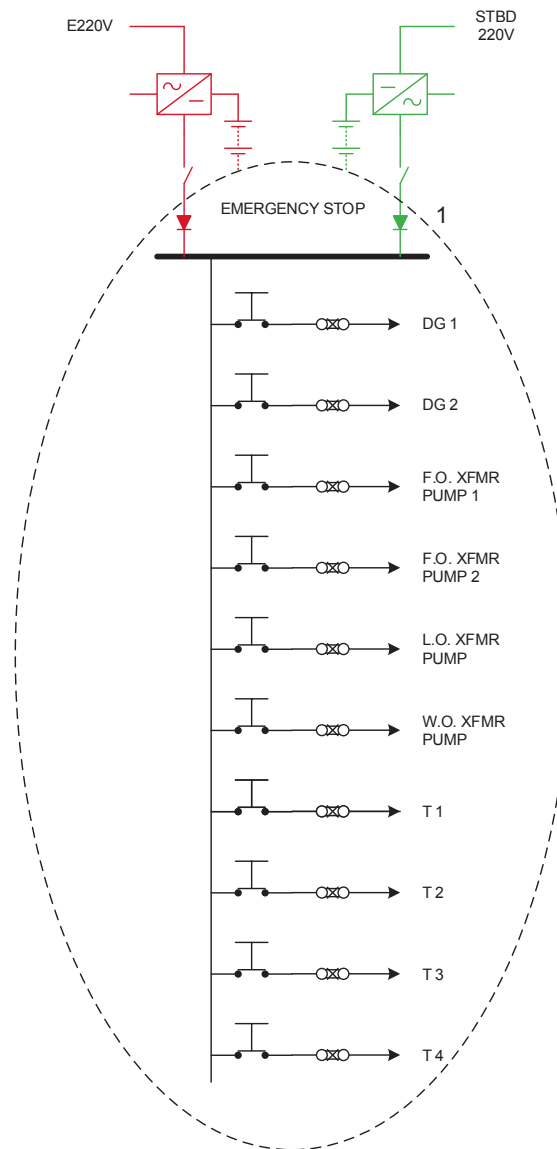 E220V
STBD
220V
EMERGENCY STOP
1
DG 1
DG 2
F.O. XFMR
PUMP 1
F.O. XFMR
PUMP 2
L.O. XFMR
PUMP
W.O. XFMR
PUMP
T 1
T 2
T 3
T 4